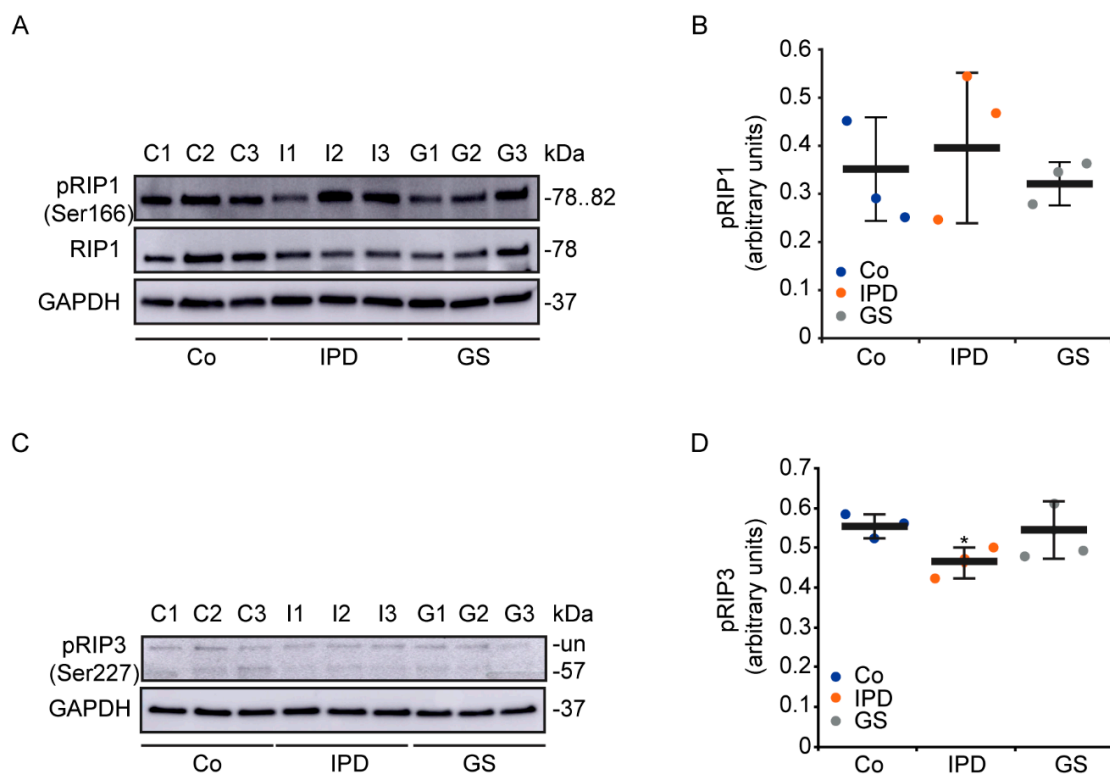 A
C1 C2 C3 I1 I2 I3 G1 G2 G3 kDa
pRIP1
(Ser166)
-78..82
RIP1
-78
GAPDH
-37
Co IPD GS
B
0.6
0.5
0.4
0.3
0.2
0.1
0
pRIP1
(arbitrary units)
Co
IPD
GS
Co IPD GS
C
C1 C2 C3 I1 I2 I3 G1 G2 G3 kDa
pRIP3
(Ser227)
-un
-57
GAPDH
-37
Co IPD GS
D
0.7
0.6
0.5
0.4
0.3
0.2
0.1
0
pRIP3
(arbitrary units)
*
Co
IPD
GS
Co IPD GS